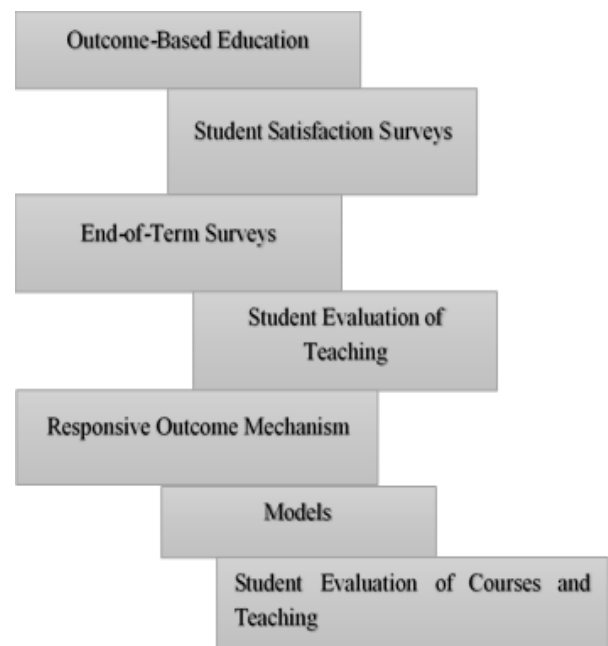 Outcome-Based Education
Student Satisfaction Surveys
End-of-Term Surveys
Student Evaluation of
Teaching
Responsive Outcome Mechanism
Models
Student Evaluation of Courses and
Teaching